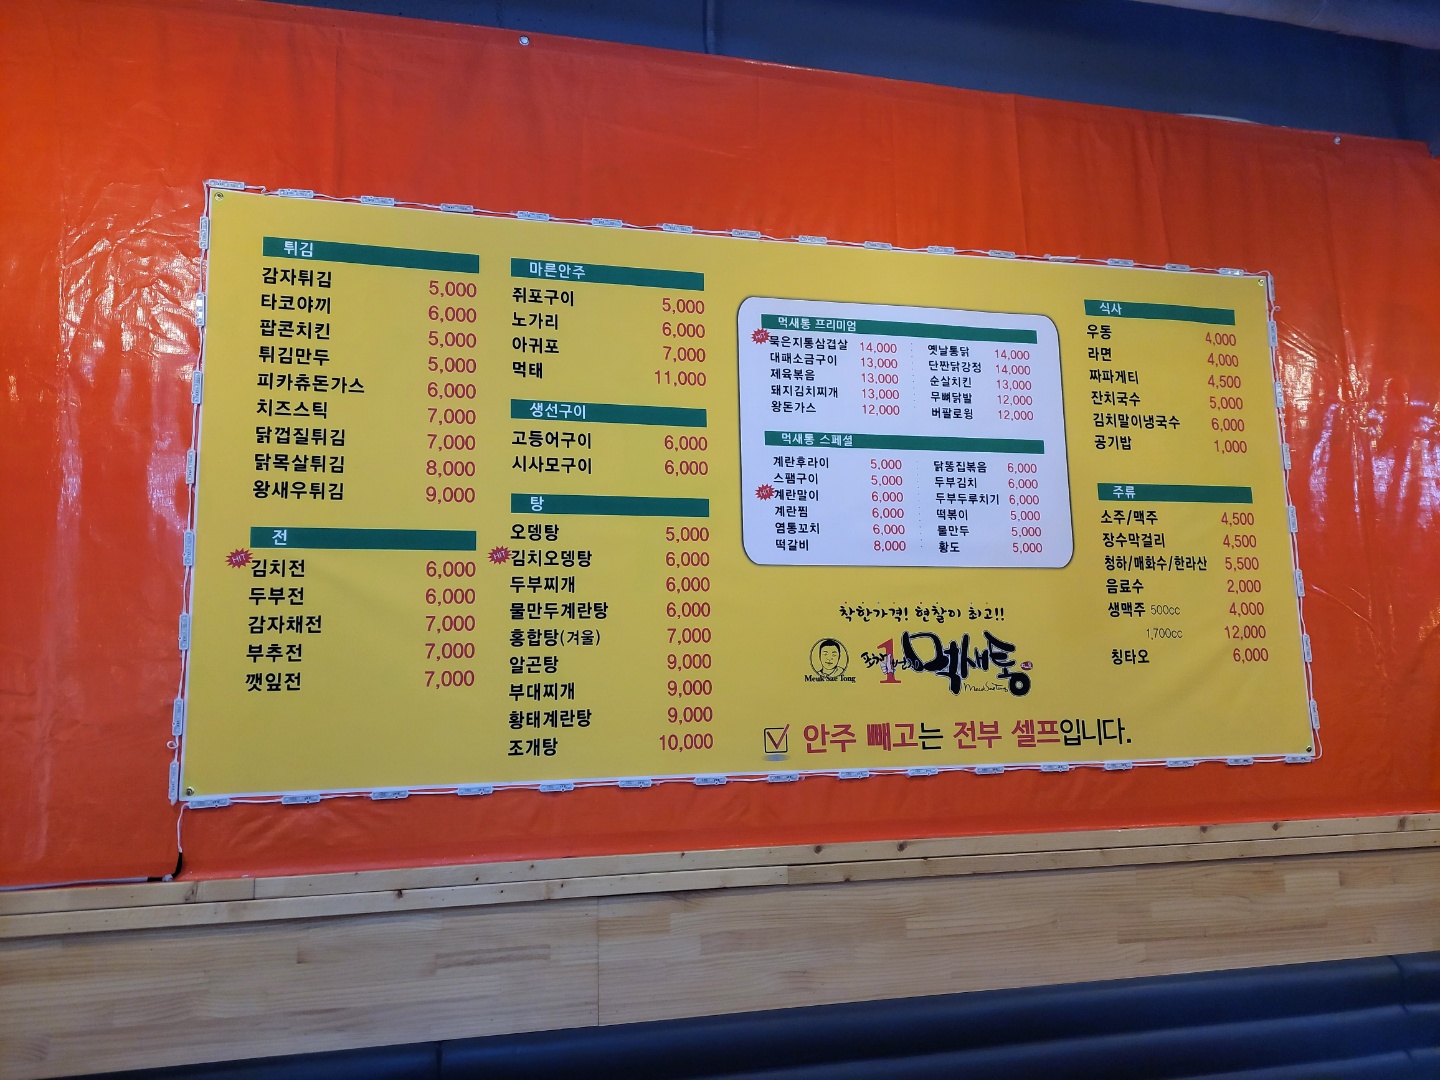 튀김
감자튀김 5,000
타코야끼 6,000
팝콘치킨 5,000
튀김만두 5,000
피카츄돈가스 6,000
치즈스틱 7,000
닭껍질튀김 7,000
닭목살튀김 8,000
왕새우튀김 9,000
전
HIT 김치전 6,000
두부전 6,000
감자채전 7,000
부추전 7,000
깻잎전 7,000
마른안주
쥐포구이 5,000
노가리 6,000
아귀포 7,000
먹태 11,000
생선구이
고등어구이 6,000
시사모구이 6,000
탕
오뎅탕 5,000
HIT 김치오뎅탕 6,000
두부찌개 6,000
물만두계란탕 6,000
홍합탕(겨울) 7,000
알곤탕 9,000
부대찌개 9,000
황태계란탕 9,000
조개탕 10,000
먹새통 프리미엄
HIT 묵은지통삼겹살 14,000
대패소금구이 13,000
제육볶음 13,000
돼지김치찌개 13,000
왕돈가스 12,000
옛날통닭 14,000
단짠닭강정 14,000
순살치킨 13,000
무뼈닭발 12,000
버팔로윙 12,000
먹새통 스페셜
계란후라이 5,000
스팸구이 5,000
HIT 계란말이 6,000
계란찜 6,000
염통꼬치 6,000
떡갈비 8,000
닭똥집볶음 6,000
두부김치 6,000
두부두루치기 6,000
떡볶이 5,000
물만두 5,000
황도 5,000
착한가격! 현찰이 최고!!
Meuk Sae Tong
포차1번지 먹새통
MeukSaeTong
안주 빼고는 전부 셀프입니다.
식사
우동 4,000
라면 4,000
짜파게티 4,500
잔치국수 5,000
김치말이냉국수 6,000
공기밥 1,000
주류
소주/맥주 4,500
장수막걸리 4,500
청하/매화수/한라산 5,500
음료수 2,000
생맥주 500cc 4,000
1,700cc 12,000
칭타오 6,000